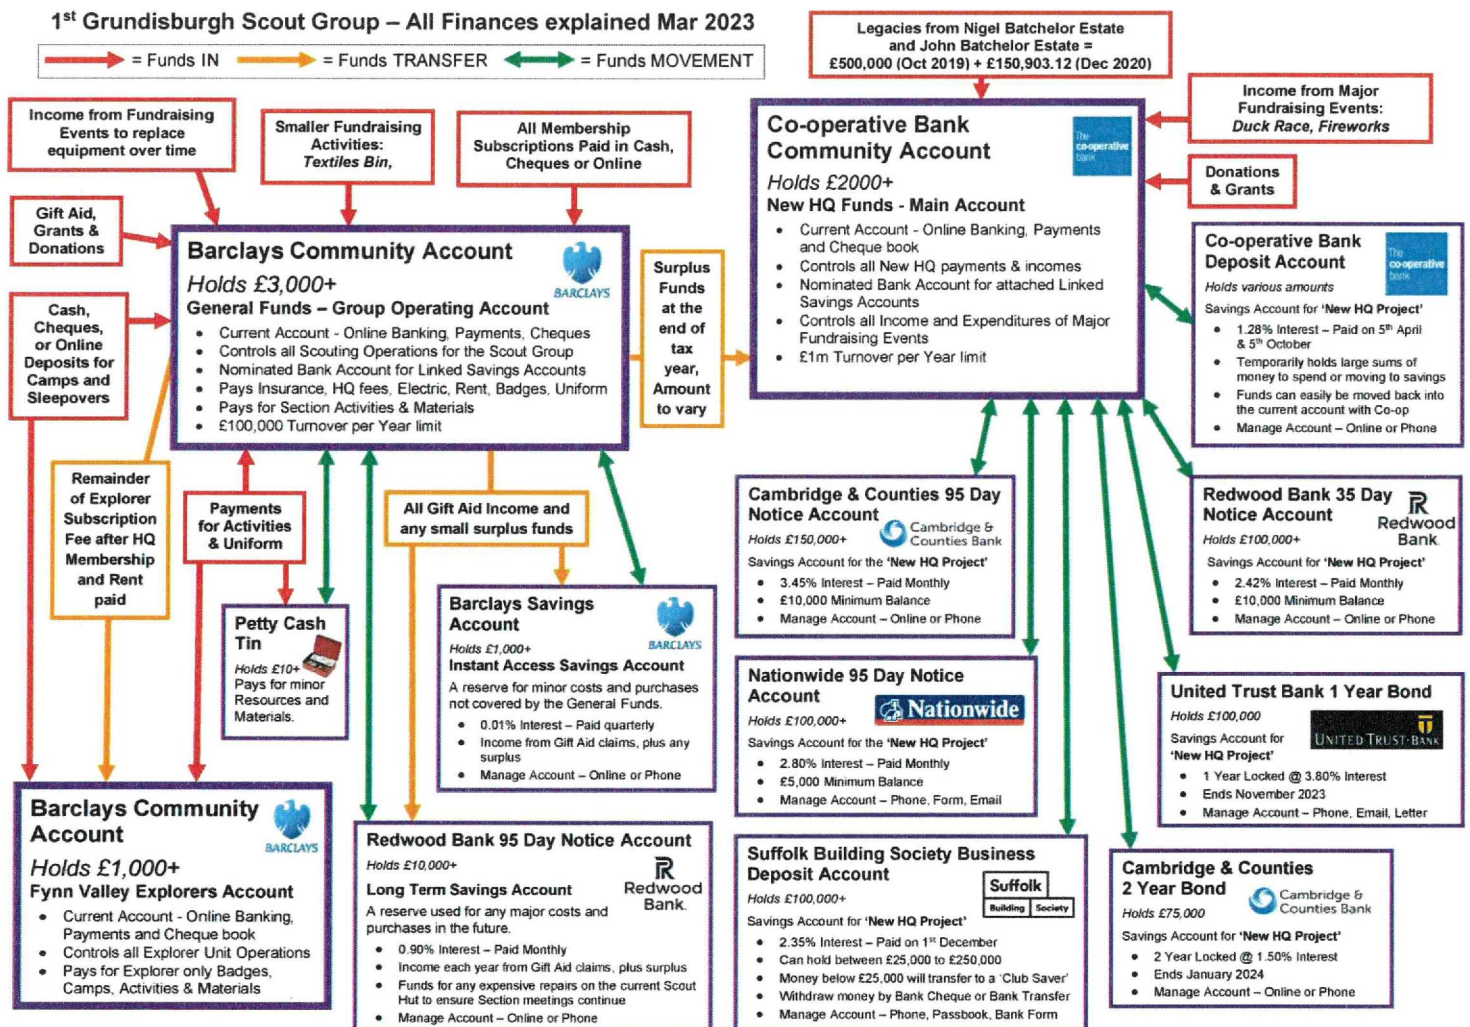 1st Grundisburgh Scout Group – All Finances explained Mar 2023
= Funds IN
= Funds TRANSFER
= Funds MOVEMENT
Legacies from Nigel Batchelor Estate
and John Batchelor Estate =
£500,000 (Oct 2019) + £150,903.12 (Dec 2020)
Income from Fundraising
Events to replace
equipment over time
Smaller Fundraising
Activities:
Textiles Bin,
All Membership
Subscriptions Paid in Cash,
Cheques or Online
Income from Major
Fundraising Events:
Duck Race, Fireworks
Donations
& Grants
Gift Aid,
Grants &
Donations
Cash,
Cheques,
or Online
Deposits for
Camps and
Sleepovers
Barclays Community Account
Holds £3,000+
BARCLAYS
General Funds – Group Operating Account
• Current Account - Online Banking, Payments, Cheques
• Controls all Scouting Operations for the Scout Group
• Nominated Bank Account for Linked Savings Accounts
• Pays Insurance, HQ fees, Electric, Rent, Badges, Uniform
• Pays for Section Activities & Materials
• £100,000 Turnover per Year limit
Surplus
Funds
at the
end of
tax
year,
Amount
to vary
Co-operative Bank
Community Account
The
co-operative
bank
Holds £2000+
New HQ Funds - Main Account
• Current Account - Online Banking, Payments
and Cheque book
• Controls all New HQ payments & incomes
• Nominated Bank Account for attached Linked
Savings Accounts
• Controls all Income and Expenditures of Major
Fundraising Events
• £1m Turnover per Year limit
Co-operative Bank
Deposit Account
The
co-operative
bank
Holds various amounts
Savings Account for 'New HQ Project'
• 1.28% Interest – Paid on 5th April
& 5th October
• Temporarily holds large sums of
money to spend or moving to savings
• Funds can easily be moved back into
the current account with Co-op
• Manage Account – Online or Phone
Remainder
of Explorer
Subscription
Fee after HQ
Membership
and Rent
paid
Payments
for Activities
& Uniform
All Gift Aid Income and
any small surplus funds
Petty Cash
Tin
Holds £10+
Pays for minor
Resources and
Materials.
Barclays Savings
Account
BARCLAYS
Holds £1,000+
Instant Access Savings Account
A reserve for minor costs and purchases
not covered by the General Funds.
• 0.01% Interest – Paid quarterly
• Income from Gift Aid claims, plus any
surplus
• Manage Account – Online or Phone
Cambridge & Counties 95 Day
Notice Account
Cambridge &
Counties Bank
Holds £150,000+
Savings Account for the 'New HQ Project'
• 3.45% Interest – Paid Monthly
• £10,000 Minimum Balance
• Manage Account – Online or Phone
Redwood Bank 35 Day
Notice Account
Redwood
Bank
Holds £100,000+
Savings Account for 'New HQ Project'
• 2.42% Interest – Paid Monthly
• £10,000 Minimum Balance
• Manage Account – Online or Phone
Nationwide 95 Day Notice
Account
Nationwide
Holds £100,000+
Savings Account for the 'New HQ Project'
• 2.80% Interest – Paid Monthly
• £5,000 Minimum Balance
• Manage Account – Phone, Form, Email
United Trust Bank 1 Year Bond
Holds £100,000
UNITED TRUST BANK
Savings Account for
'New HQ Project'
• 1 Year Locked @ 3.80% Interest
• Ends November 2023
• Manage Account – Phone, Email, Letter
Barclays Community
Account
BARCLAYS
Holds £1,000+
Fynn Valley Explorers Account
• Current Account - Online Banking,
Payments and Cheque book
• Controls all Explorer Unit Operations
• Pays for Explorer only Badges,
Camps, Activities & Materials
Redwood Bank 95 Day Notice Account
Holds £10,000+
Redwood
Bank
Long Term Savings Account
A reserve used for any major costs and
purchases in the future.
• 0.90% Interest – Paid Monthly
• Income each year from Gift Aid claims, plus surplus
• Funds for any expensive repairs on the current Scout
Hut to ensure Section meetings continue
• Manage Account – Online or Phone
Suffolk Building Society Business
Deposit Account
Suffolk
Building Society
Holds £100,000+
Savings Account for 'New HQ Project'
• 2.35% Interest – Paid on 1st December
• Can hold between £25,000 to £250,000
• Money below £25,000 will transfer to a 'Club Saver'
• Withdraw money by Bank Cheque or Bank Transfer
• Manage Account – Phone, Passbook, Bank Form
Cambridge & Counties
2 Year Bond
Cambridge &
Counties Bank
Holds £75,000
Savings Account for 'New HQ Project'
• 2 Year Locked @ 1.50% Interest
• Ends January 2024
• Manage Account – Online or Phone